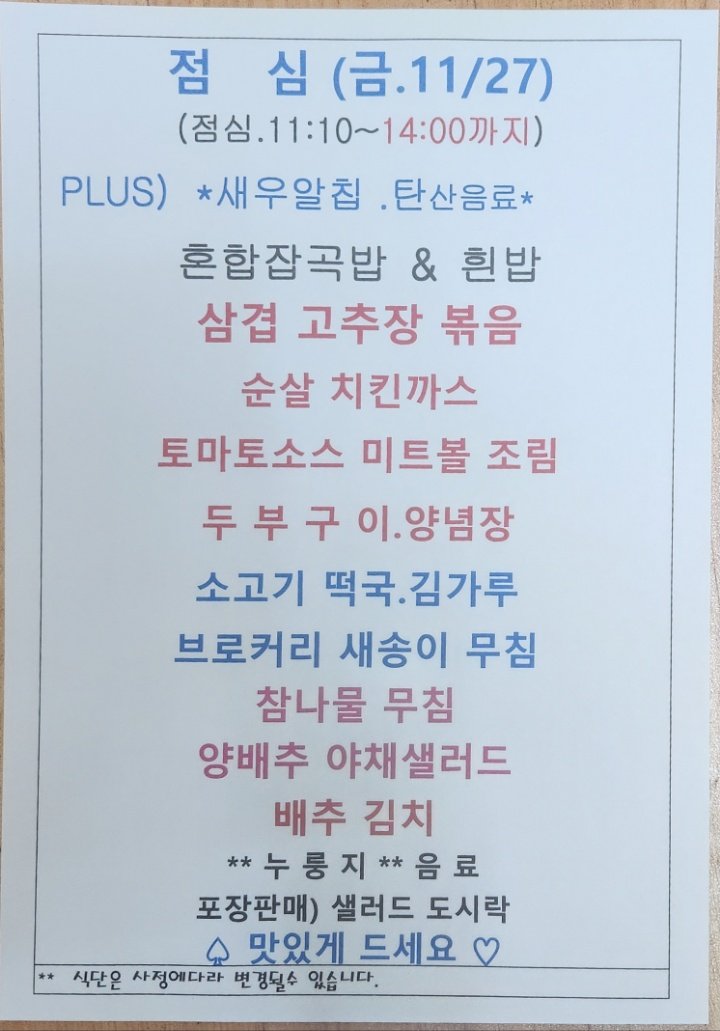 점 심 (금.11/27)
(점심.11:10~14:00까지)
PLUS) *새우알칩 .탄산음료*
혼합잡곡밥 & 흰밥
삼겹 고추장 볶음
순살 치킨까스
토마토소스 미트볼 조림
두 부 구 이.양념장
소고기 떡국.김가루
브로커리 새송이 무침
참나물 무침
양배추 야채샐러드
배추 김치
** 누 룽 지 ** 음 료
포장판매) 샐러드 도시락
♤ 맛있게 드세요 ♡
** 식단은 사정에다라 변경될수 있습니다.